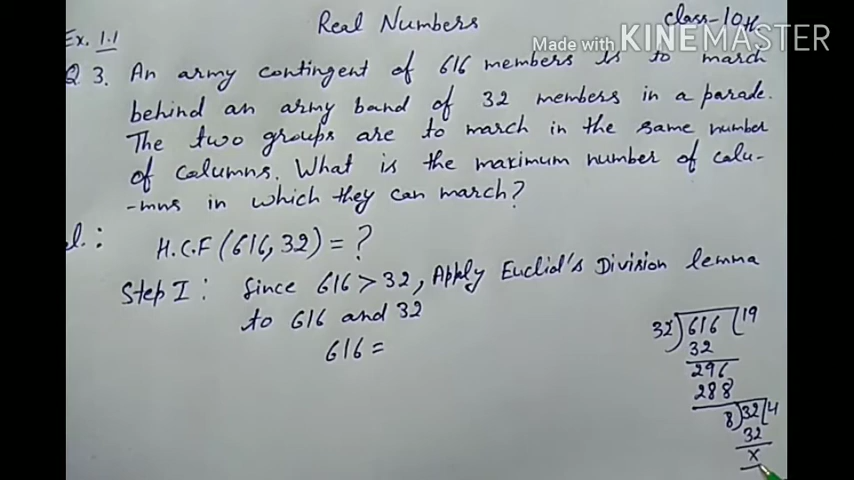 Real Numbers
class-10th
Made with KINEMASTER
Ex. 1.1
Q 3. An army contingent of 616 members is to march
behind an army band of 32 members in a parade.
The two groups are to march in the same number
of columns. What is the maximum number of colu-
-mns in which they can march?
H.C.F (616, 32) = ?
Step I: Since 616 > 32, Apply Euclid's Division lemma
to 616 and 32
616 =
32) 616 (19
32
296
288
8) 32 (4
32
x